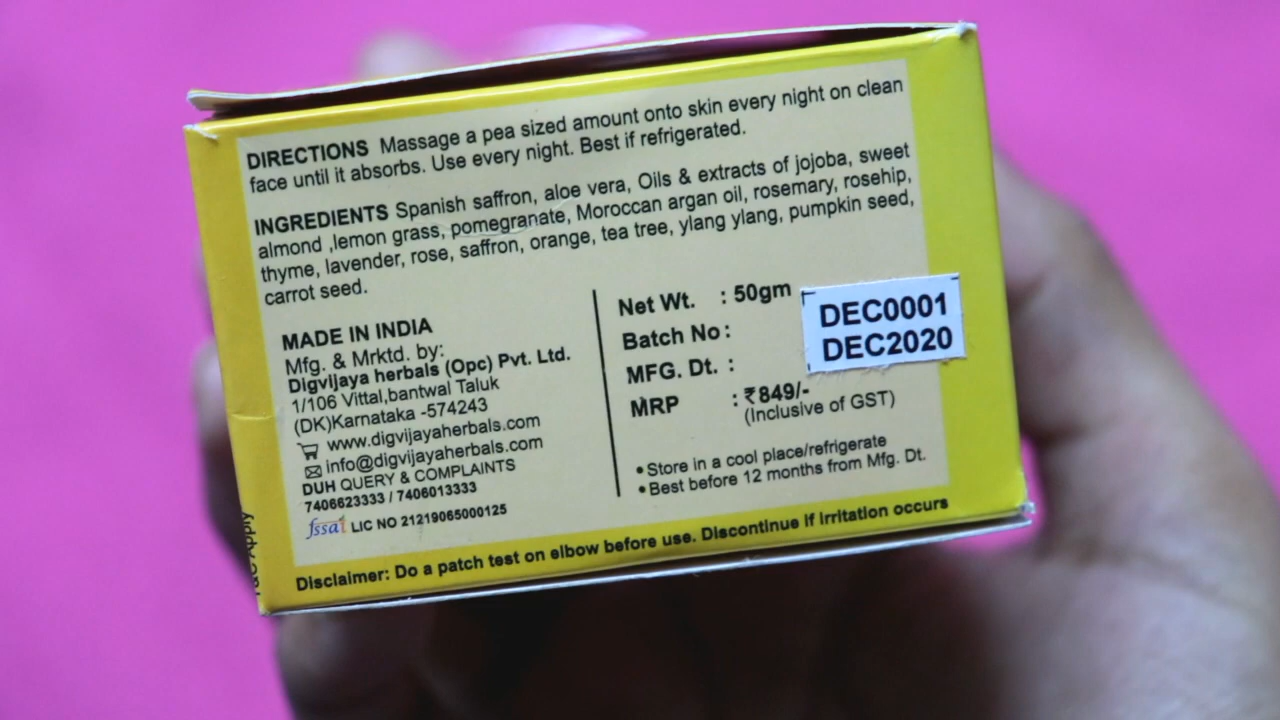 DIRECTIONS Massage a pea sized amount onto skin every night on clean
face until it absorbs. Use every night. Best if refrigerated.
INGREDIENTS Spanish saffron, aloe vera, Oils & extracts of jojoba, sweet
almond ,lemon grass, pomegranate, Moroccan argan oil, rosemary, rosehip,
thyme, lavender, rose, saffron, orange, tea tree, ylang ylang, pumpkin seed,
carrot seed.
MADE IN INDIA
Mfg. & Mrktd. by:
Digvijaya herbals (Opc) Pvt. Ltd.
1/106 Vittal,bantwal Taluk
(DK)Karnataka -574243
www.digvijayaherbals.com
info@digvijayaherbals.com
DUH QUERY & COMPLAINTS
7406623333 / 7406013333
fssai LIC NO 21219065000125
Net Wt. : 50gm
Batch No : DEC0001
MFG. Dt. : DEC2020
MRP : ₹849/-
(Inclusive of GST)
• Store in a cool place/refrigerate
• Best before 12 months from Mfg. Dt.
Disclaimer: Do a patch test on elbow before use. Discontinue if irritation occurs
Apply